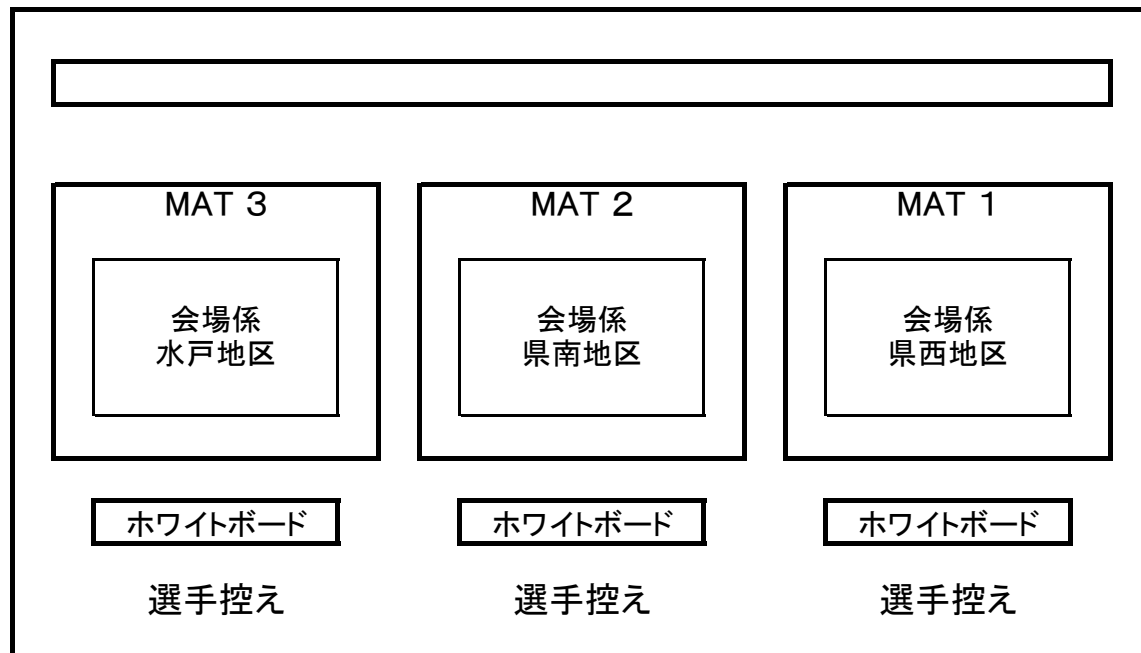 MAT 3
MAT 2
MAT 1
会場係
水戸地区
会場係
県南地区
会場係
県西地区
ホワイトボード
ホワイトボード
ホワイトボード
選手控え
選手控え
選手控え